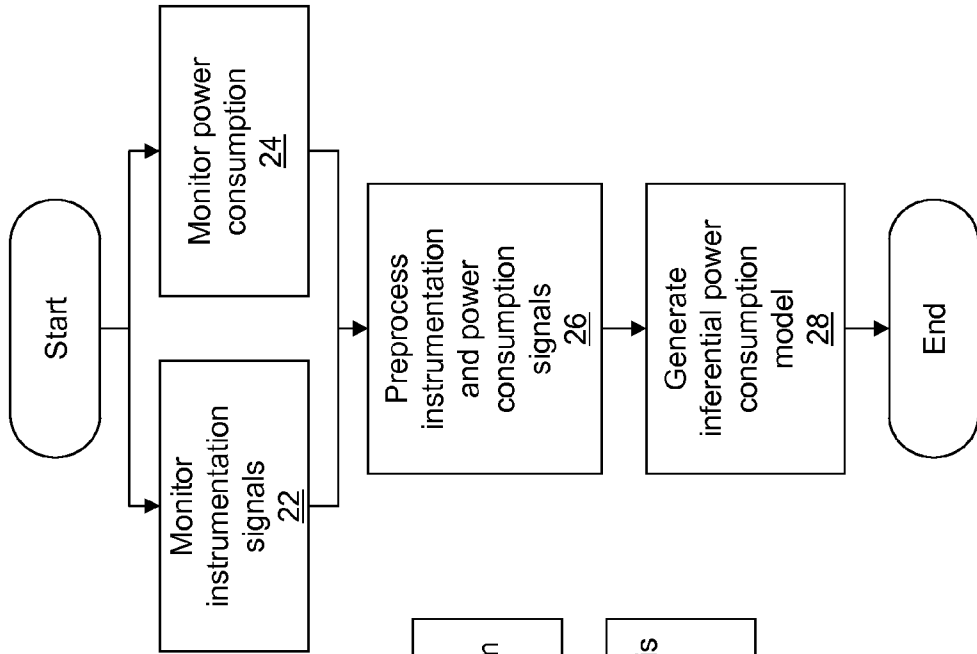 Start
Monitor
instrumentation
signals
22
Monitor power
consumption
24
Preprocess
instrumentation
and power
consumption
signals
26
Generate
inferential power
consumption
model
28
End